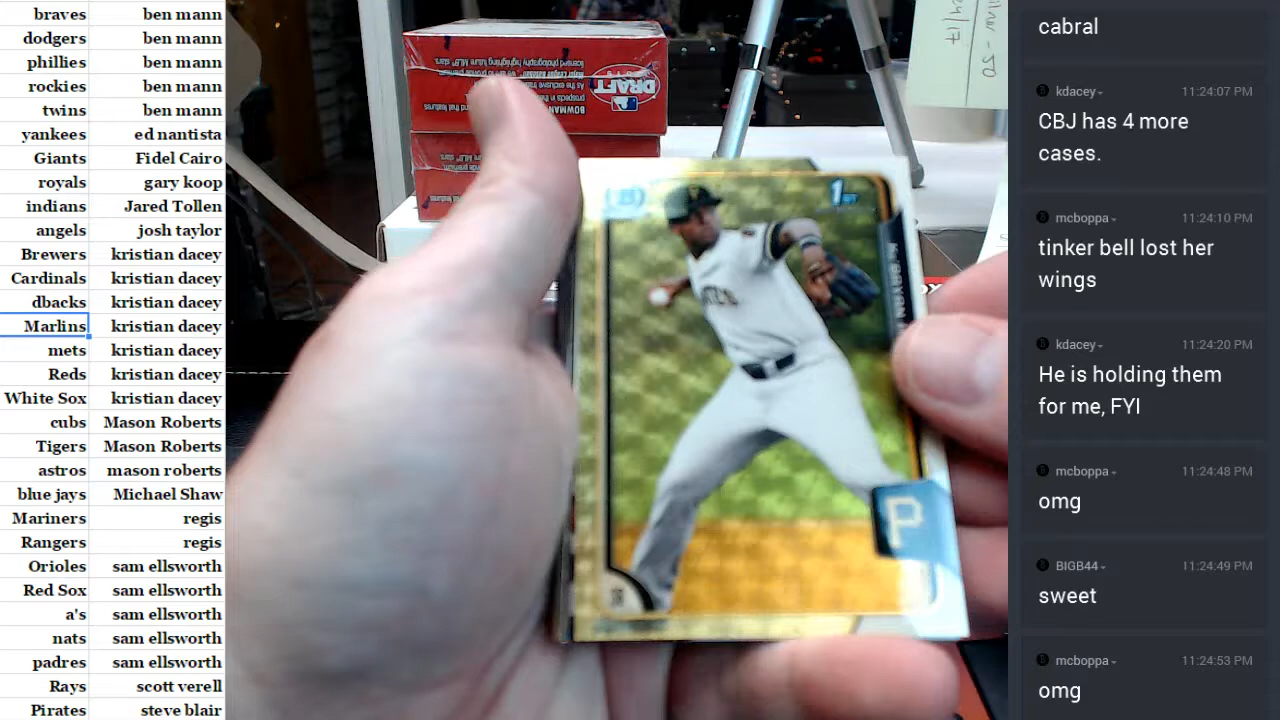 braves ben mann
dodgers ben mann
phillies ben mann
rockies ben mann
twins ben mann
yankees ed nantista
Giants Fidel Cairo
royals gary koop
indians Jared Tollen
angels josh taylor
Brewers kristian dacey
Cardinals kristian dacey
dbacks kristian dacey
Marlins kristian dacey
mets kristian dacey
Reds kristian dacey
White Sox kristian dacey
cubs Mason Roberts
Tigers Mason Roberts
astros mason roberts
blue jays Michael Shaw
Mariners regis
Rangers regis
Orioles sam ellsworth
Red Sox sam ellsworth
a's sam ellsworth
nats sam ellsworth
padres sam ellsworth
Rays scott verell
Pirates steve blair
DRAFT
BOWMAN
1st
P
cabral
kdacey 11:24:07 PM
CBJ has 4 more
cases.
mcboppa 11:24:10 PM
tinker bell lost her
wings
kdacey 11:24:20 PM
He is holding them
for me, FYI
mcboppa 11:24:48 PM
omg
BIGB44 11:24:49 PM
sweet
mcboppa 11:24:53 PM
omg